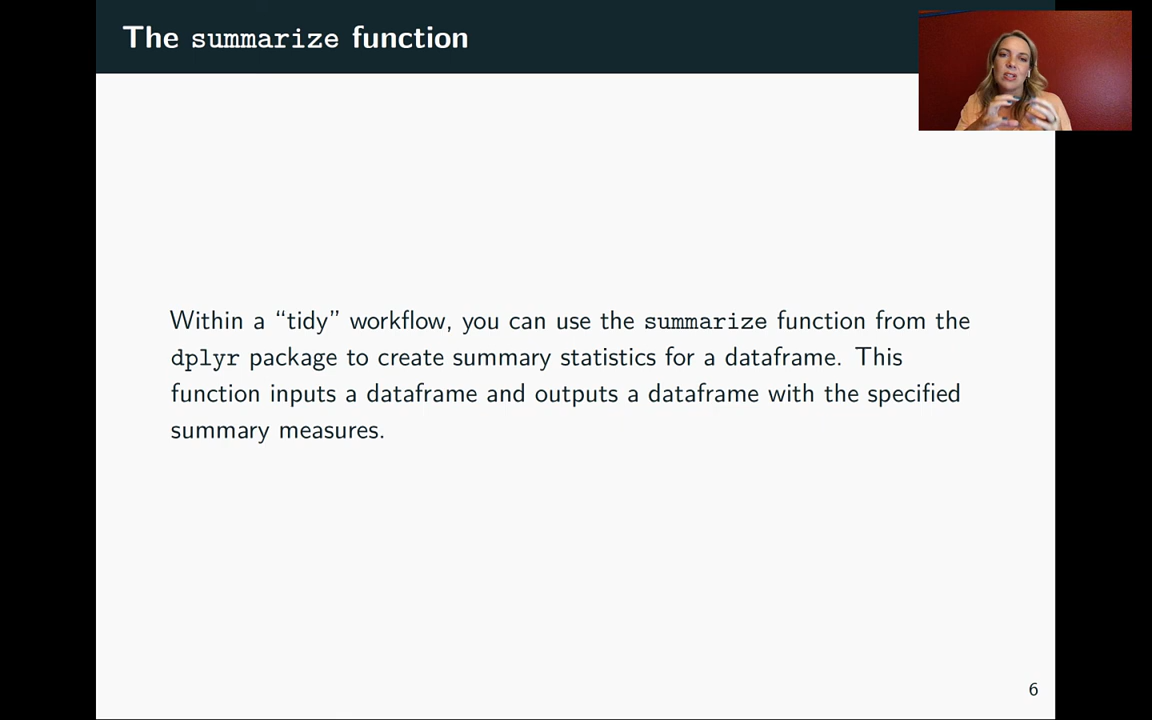 The summarize function
Within a “tidy” workflow, you can use the summarize function from the
dplyr package to create summary statistics for a dataframe. This
function inputs a dataframe and outputs a dataframe with the specified
summary measures.
6